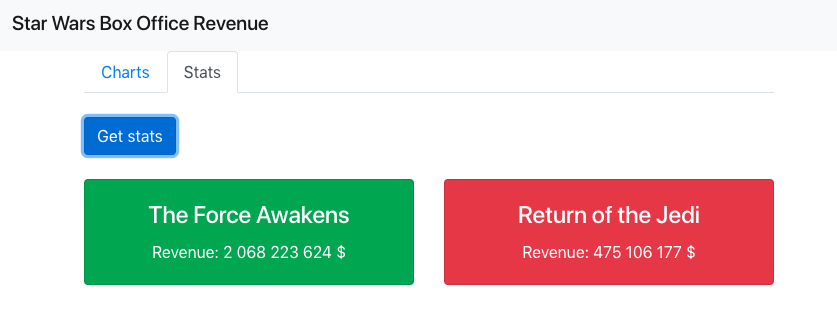 Star Wars Box Office Revenue
Charts
Stats
Get stats
The Force Awakens
Revenue: 2 068 223 624 $
Return of the Jedi
Revenue: 475 106 177 $